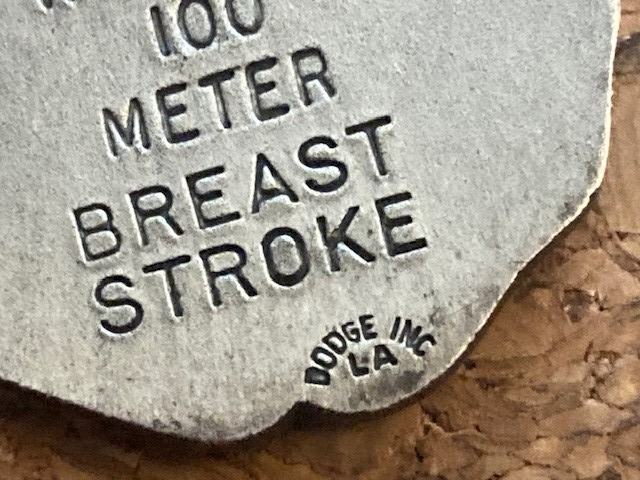 100
METER
BREAST
STROKE
DODGE INC
LA